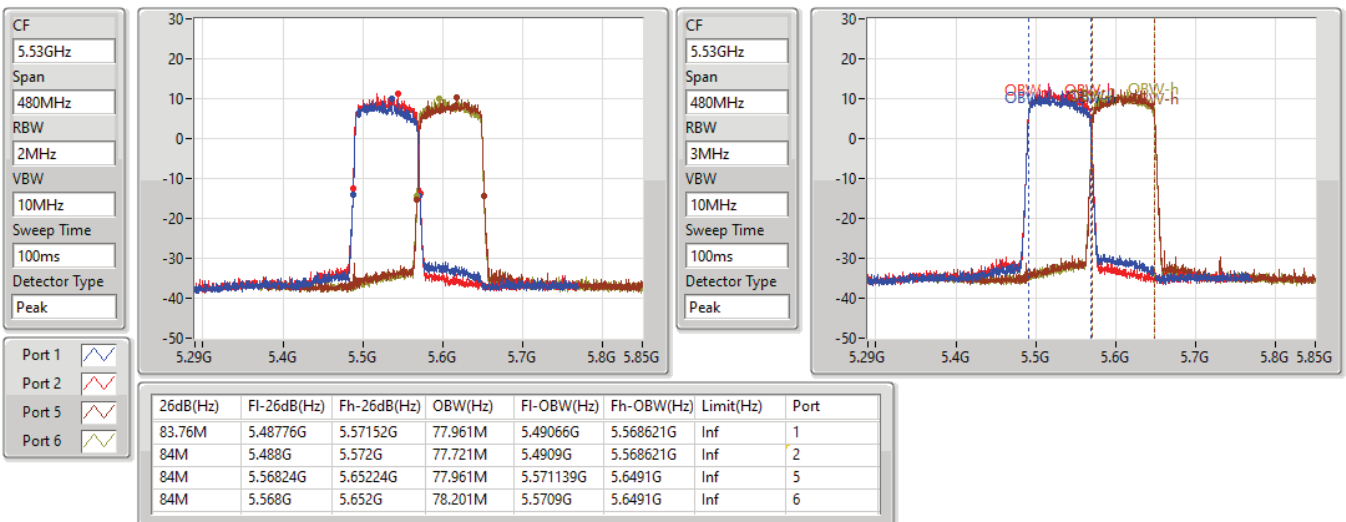 CF
5.53GHz
Span
480MHz
RBW
2MHz
VBW
10MHz
Sweep Time
100ms
Detector Type
Peak
30
20
10
0
-10
-20
-30
-40
-50
5.29G 5.4G 5.5G 5.6G 5.7G 5.8G 5.85G
CF
5.53GHz
Span
480MHz
RBW
3MHz
VBW
10MHz
Sweep Time
100ms
Detector Type
Peak
30
20
10
0
-10
-20
-30
-40
-50
OBW-h
OBW-h
5.29G 5.4G 5.5G 5.6G 5.7G 5.8G 5.85G
Port 1
Port 2
Port 5
Port 6
26dB(Hz) Fl-26dB(Hz) Fh-26dB(Hz) OBW(Hz) Fl-OBW(Hz) Fh-OBW(Hz) Limit(Hz) Port
83.76M 5.48776G 5.57152G 77.961M 5.49066G 5.568621G Inf 1
84M 5.488G 5.572G 77.721M 5.4909G 5.568621G Inf 2
84M 5.56824G 5.65224G 77.961M 5.571139G 5.6491G Inf 5
84M 5.568G 5.652G 78.201M 5.5709G 5.6491G Inf 6